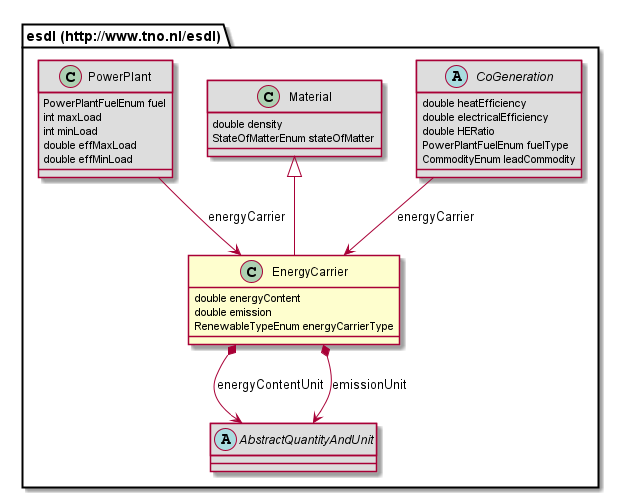 esdl (http://www.tno.nl/esdl)
C PowerPlant
PowerPlantFuelEnum fuel
int maxLoad
int minLoad
double effMaxLoad
double effMinLoad
C Material
double density
StateOfMatterEnum stateOfMatter
A CoGeneration
double heatEfficiency
double electricalEfficiency
double HERatio
PowerPlantFuelEnum fuelType
CommodityEnum leadCommodity
energyCarrier
energyCarrier
C EnergyCarrier
double energyContent
double emission
RenewableTypeEnum energyCarrierType
energyContentUnit
emissionUnit
A AbstractQuantityAndUnit